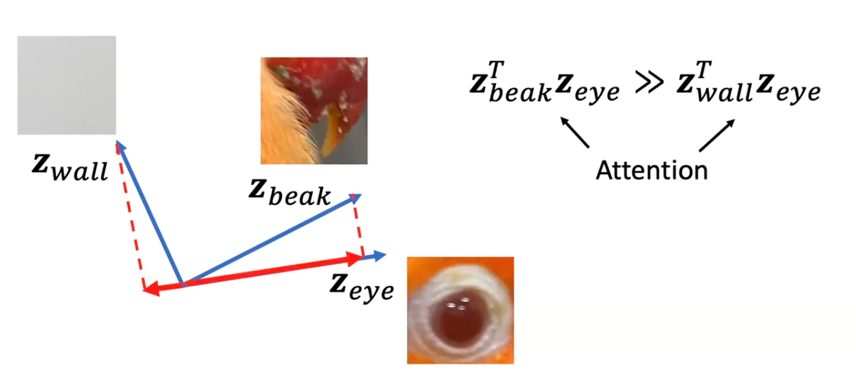 z_wall
z_beak
z_eye
z_beak^T z_eye ≫ z_wall^T z_eye
Attention